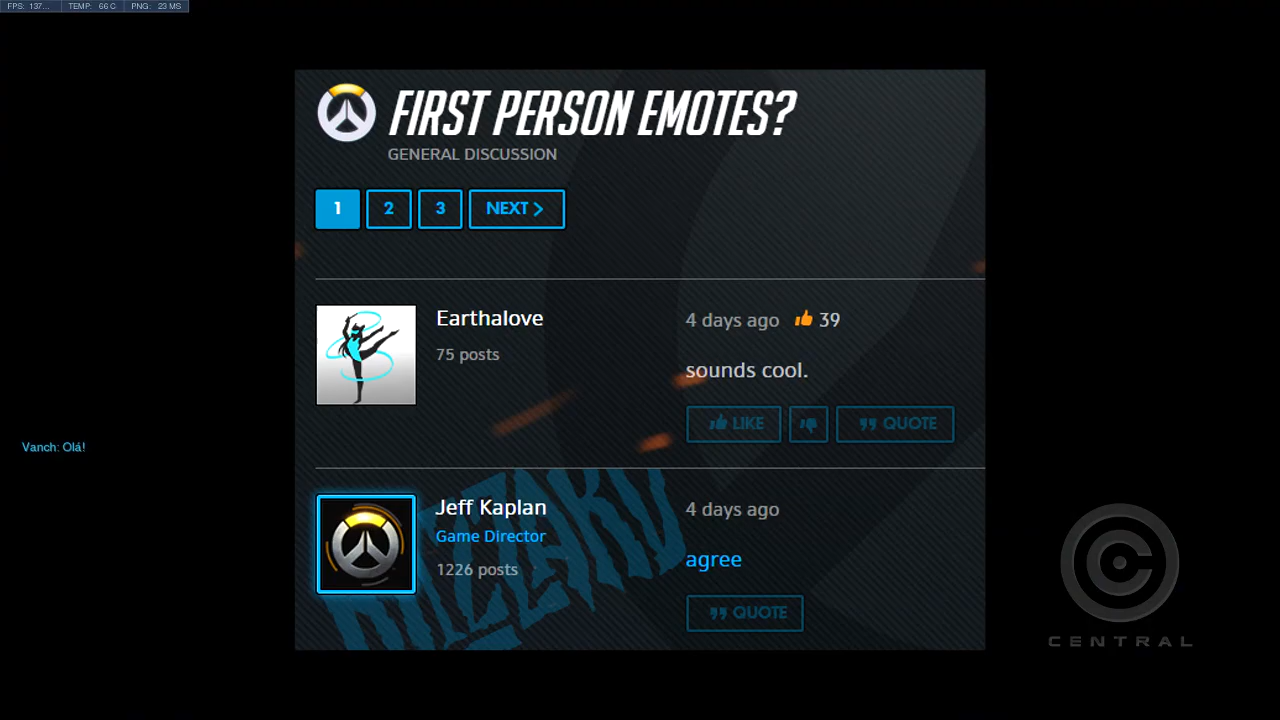 FPS: 137... TEMP: 66 C PNG: 23 MS
FIRST PERSON EMOTES?
GENERAL DISCUSSION
1 2 3 NEXT
Earthalove
75 posts
4 days ago 39
sounds cool.
LIKE QUOTE
Vanch: Olá!
BLIZZARD
Jeff Kaplan
Game Director
1226 posts
4 days ago
agree
QUOTE
CENTRAL